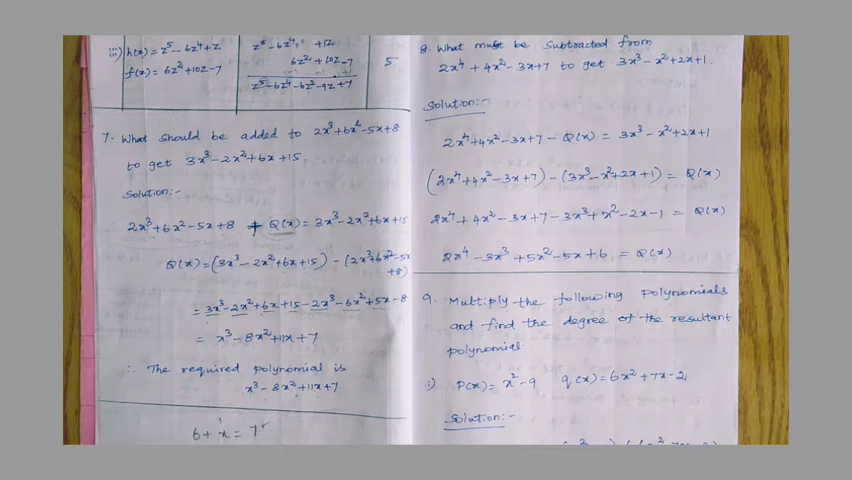 iii) h(x) = z⁵ - 6z⁴ + z
f(x) = 6z² + 10z - 7
z⁵ - 6z⁴ + 12
6z² + 10z - 7
z⁵ - 6z⁴ - 6z² - 9z + 7
5
7. What should be added to 2x³ + 6x² - 5x + 8
to get 3x³ - 2x² + 6x + 15
Solution:-
2x³ + 6x² - 5x + 8 + Q(x) = 3x³ - 2x² + 6x + 15
Q(x) = (3x³ - 2x² + 6x + 15) - (2x³ + 6x² - 5x
+ 8)
= 3x³ - 2x² + 6x + 15 - 2x³ - 6x² + 5x - 8
= x³ - 8x² + 11x + 7
∴ The required polynomial is
x³ - 8x² + 11x + 7
6 + x = 7
8. What must be subtracted from
2x⁴ + 4x² - 3x + 7 to get 3x³ - x² + 2x + 1.
Solution:-
2x⁴ + 4x² - 3x + 7 - Q(x) = 3x³ - x² + 2x + 1
(2x⁴ + 4x² - 3x + 7) - (3x³ - x² + 2x + 1) = Q(x)
2x⁴ + 4x² - 3x + 7 - 3x³ + x² - 2x - 1 = Q(x)
2x⁴ - 3x³ + 5x² - 5x + 6 = Q(x)
9. Multiply the following Polynomials
and find the degree of the resultant
polynomial
i) P(x) = x² - 9 q(x) = 6x² + 7x - 2
Solution:-